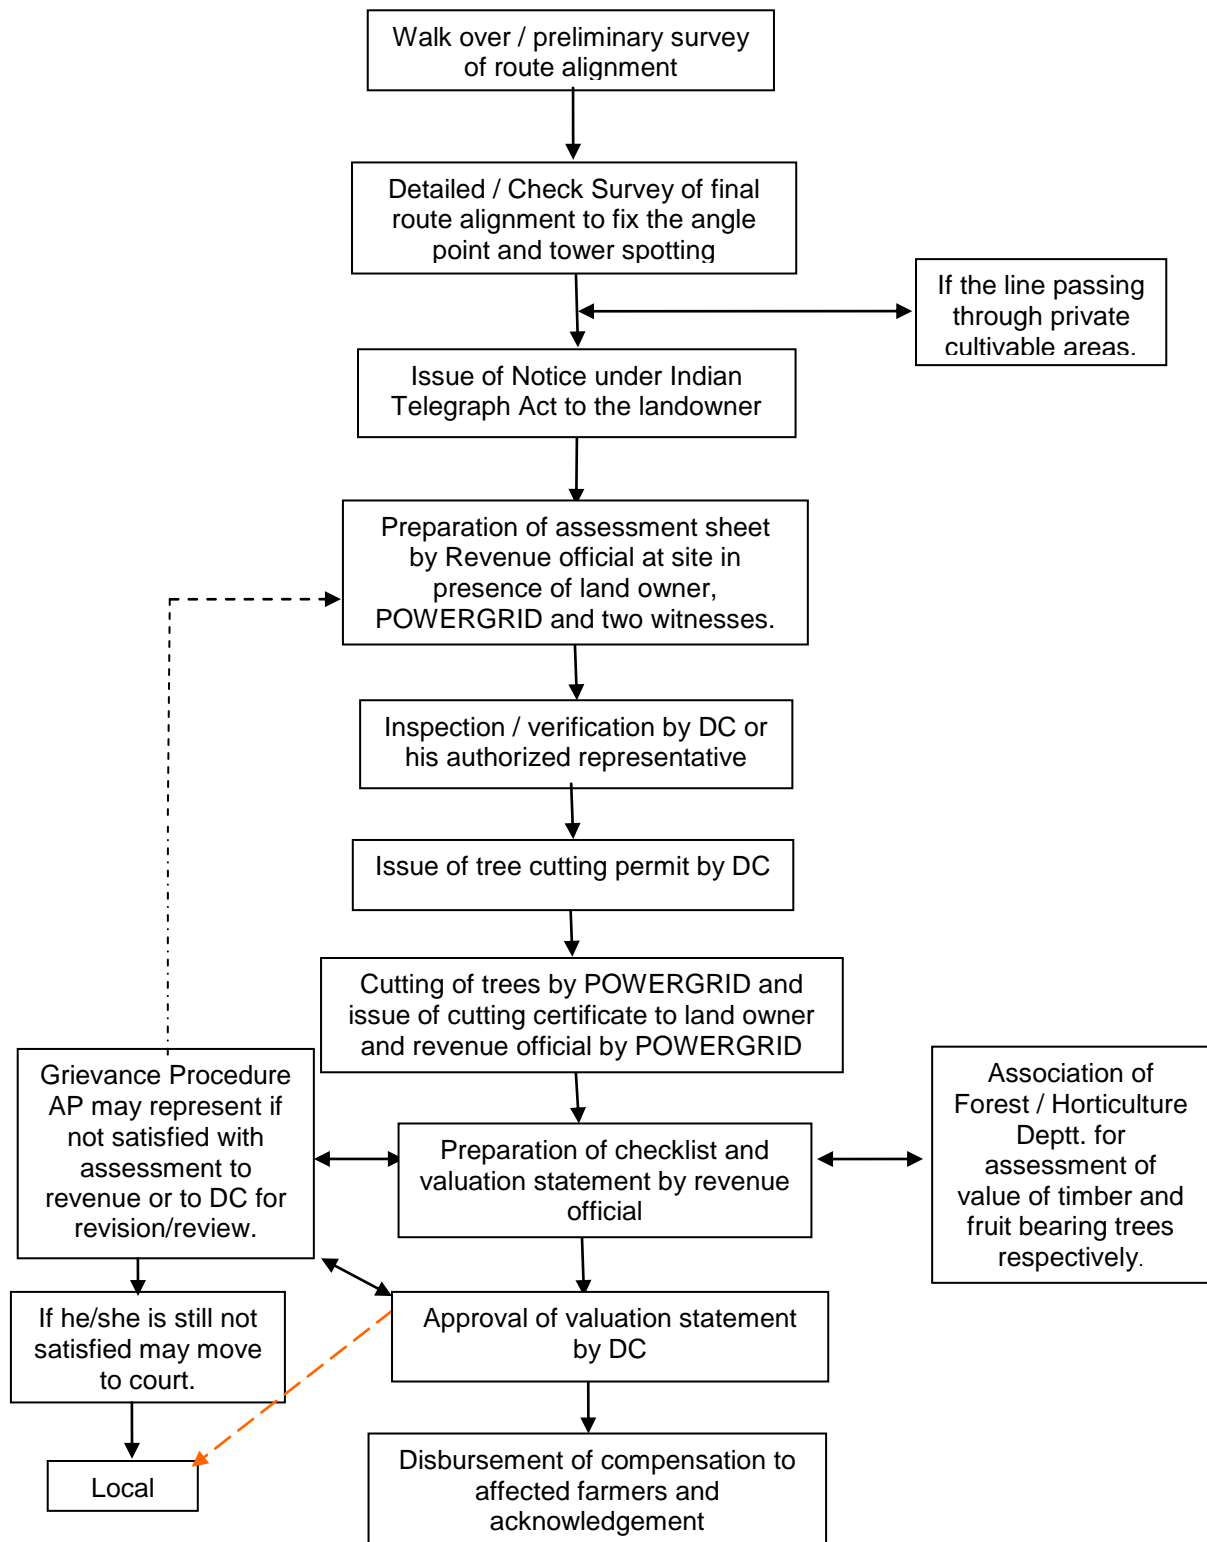 Walk over / preliminary survey
of route alignment
Detailed / Check Survey of final
route alignment to fix the angle
point and tower spotting
If the line passing
through private
cultivable areas.
Issue of Notice under Indian
Telegraph Act to the landowner
Preparation of assessment sheet
by Revenue official at site in
presence of land owner,
POWERGRID and two witnesses.
Inspection / verification by DC or
his authorized representative
Issue of tree cutting permit by DC
Cutting of trees by POWERGRID and
issue of cutting certificate to land owner
and revenue official by POWERGRID
Grievance Procedure
AP may represent if
not satisfied with
assessment to
revenue or to DC for
revision/review.
Preparation of checklist and
valuation statement by revenue
official
Association of
Forest / Horticulture
Deptt. for
assessment of
value of timber and
fruit bearing trees
respectively.
If he/she is still not
satisfied may move
to court.
Approval of valuation statement
by DC
Local
Disbursement of compensation to
affected farmers and
acknowledgement